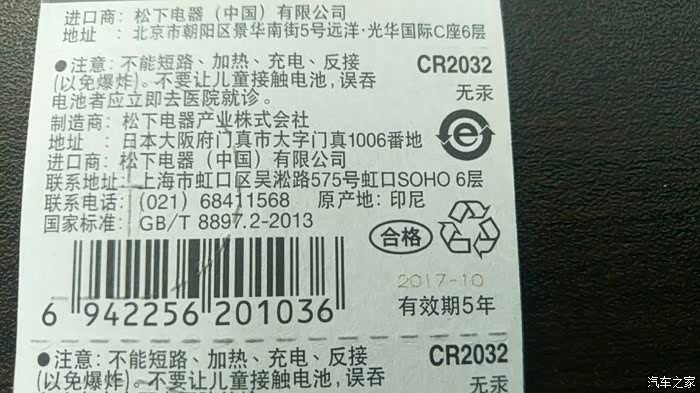 进口商：松下电器（中国）有限公司
地址：北京市朝阳区景华南街5号远洋·光华国际C座6层
●注意：不能短路、加热、充电、反接
CR2032
(以免爆炸)。不要让儿童接触电池，误吞
无汞
电池者应立即去医院就诊。
制造商：松下电器产业株式会社
地址：日本大阪府门真市大字门真1006番地
进口商：松下电器（中国）有限公司
联系地址：上海市虹口区吴淞路575号虹口SOHO 6层
联系电话：(021) 68411568 原产地：印尼
国家标准：GB/T 8897.2-2013
合格
2017-10
有效期5年
6 942256 201036
●注意：不能短路、加热、充电、反接
CR2032
(以免爆炸)。不要让儿童接触电池，误吞
无汞
汽车之家